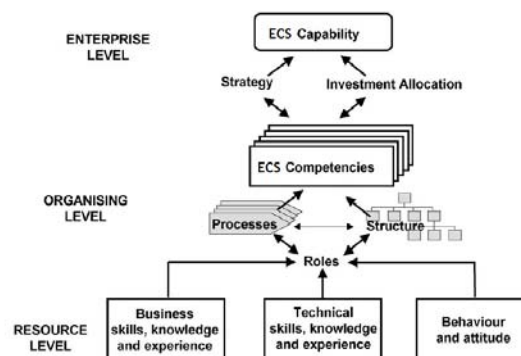 ENTERPRISE
LEVEL
ECS Capability
Strategy
Investment Allocation
ECS Competencies
ORGANISING
LEVEL
Processes
Structure
Roles
RESOURCE
LEVEL
Business
skills, knowledge
and experience
Technical
skills, knowledge
and experience
Behaviour
and attitude